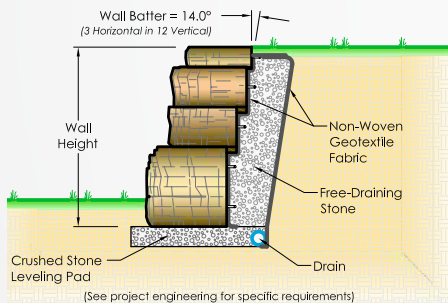 Wall Batter = 14.0°
(3 Horizontal in 12 Vertical)
Wall
Height
Non-Woven
Geotextile
Fabric
Free-Draining
Stone
Crushed Stone
Leveling Pad
Drain
(See project engineering for specific requirements)